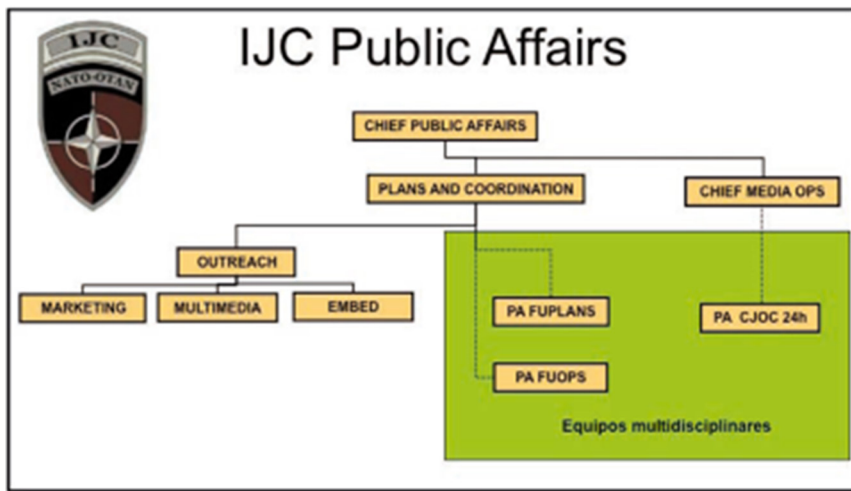 IJC
NATO-OTAN
IJC Public Affairs
CHIEF PUBLIC AFFAIRS
PLANS AND COORDINATION
CHIEF MEDIA OPS
OUTREACH
MARKETING
MULTIMEDIA
EMBED
PA FUPLANS
PA CJOC 24h
PA FUOPS
Equipos multidisciplinares